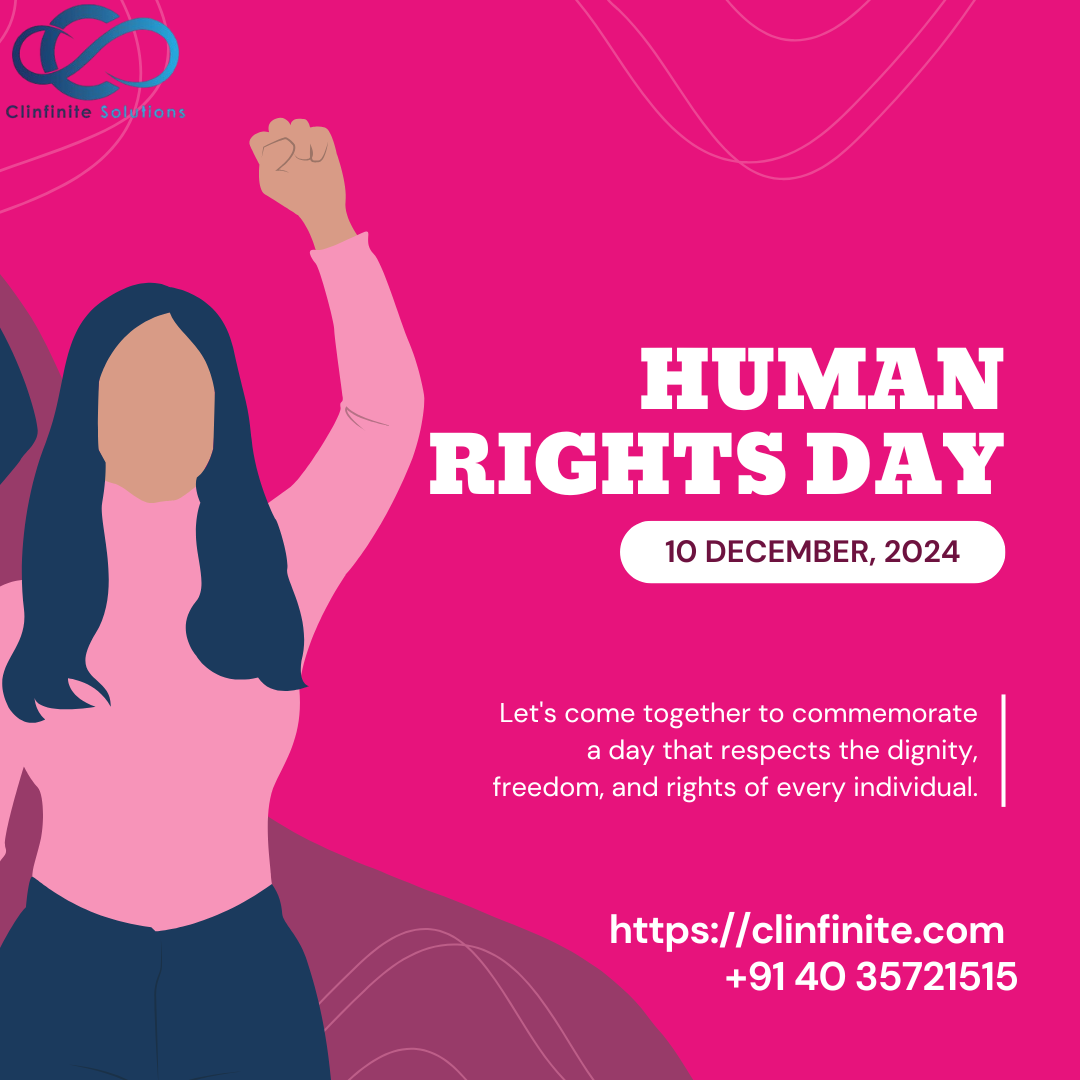 Clinfinite Solutions
HUMAN
RIGHTS DAY
10 DECEMBER, 2024
Let's come together to commemorate
a day that respects the dignity,
freedom, and rights of every individual.
https://clinfinite.com
+91 40 35721515